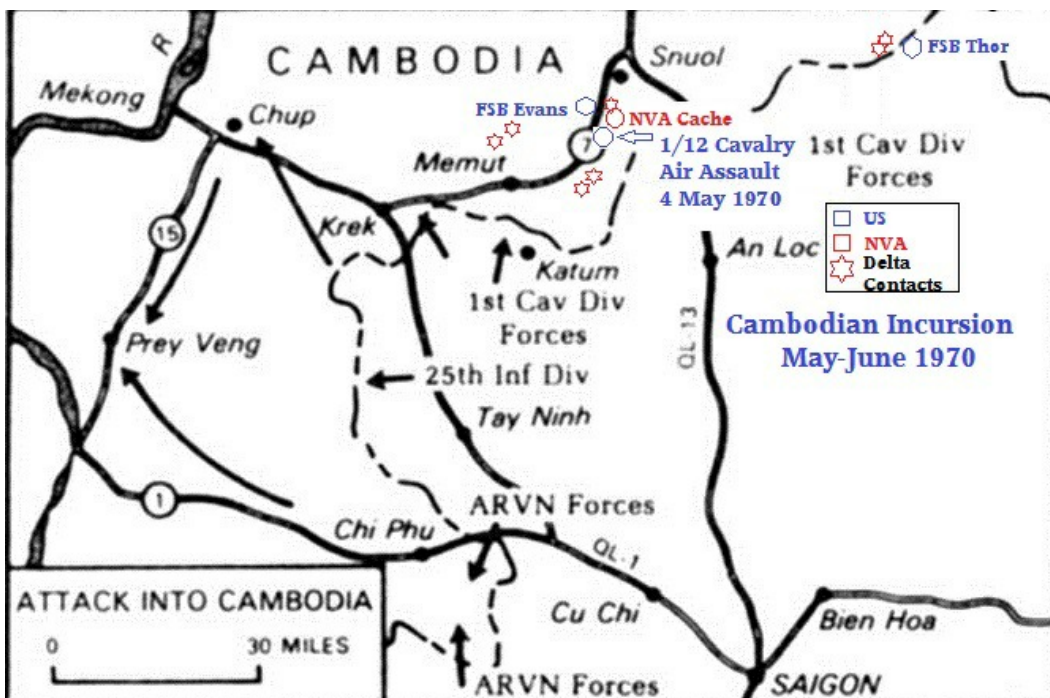 R
CAMBODIA
Snuol
FSB Thor
Mekong
Chup
FSB Evans
NVA Cache
7
1/12 Cavalry
Air Assault
4 May 1970
1st Cav Div
Forces
Memut
Krek
15
US
NVA
Delta
Contacts
An Loc
Katum
1st Cav Div
Forces
QL-13
Cambodian Incursion
May-June 1970
Prey Veng
25th Inf Div
Tay Ninh
1
ARVN Forces
Chi Phu
QL-1
Cu Chi
Bien Hoa
ATTACK INTO CAMBODIA
0 30 MILES
ARVN Forces
SAIGON